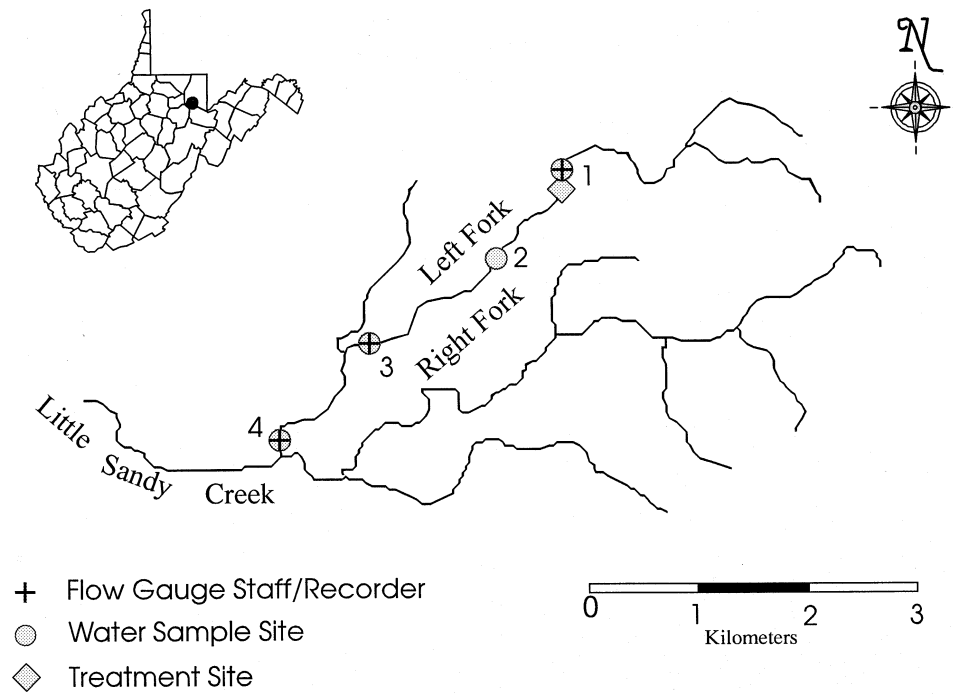 N
1
Left Fork
2
Right Fork
3
4
Little Sandy Creek
Flow Gauge Staff/Recorder
Water Sample Site
Treatment Site
0 1 2 3
Kilometers